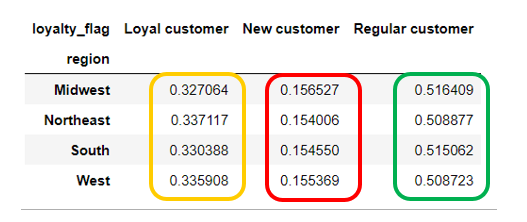 loyalty_flag Loyal customer New customer Regular customer
region
Midwest 0.327064 0.156527 0.516409
Northeast 0.337117 0.154006 0.508877
South 0.330388 0.154550 0.515062
West 0.335908 0.155369 0.508723